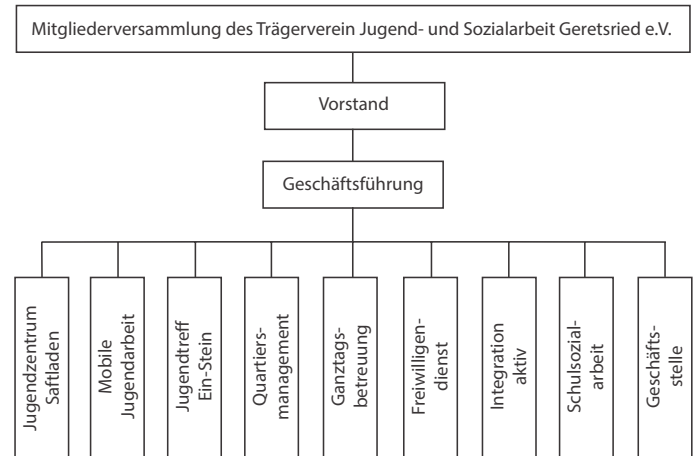 Mitgliederversammlung des Trägerverein Jugend- und Sozialarbeit Geretsried e.V.
Vorstand
Geschäftsführung
Jugendzentrum
Saftladen
Mobile
Jugendarbeit
Jugendtreff
Ein-Stein
Quartiers-
management
Ganztags-
betreuung
Freiwilligen-
dienst
Integration
aktiv
Schulsozial-
arbeit
Geschäfts-
stelle